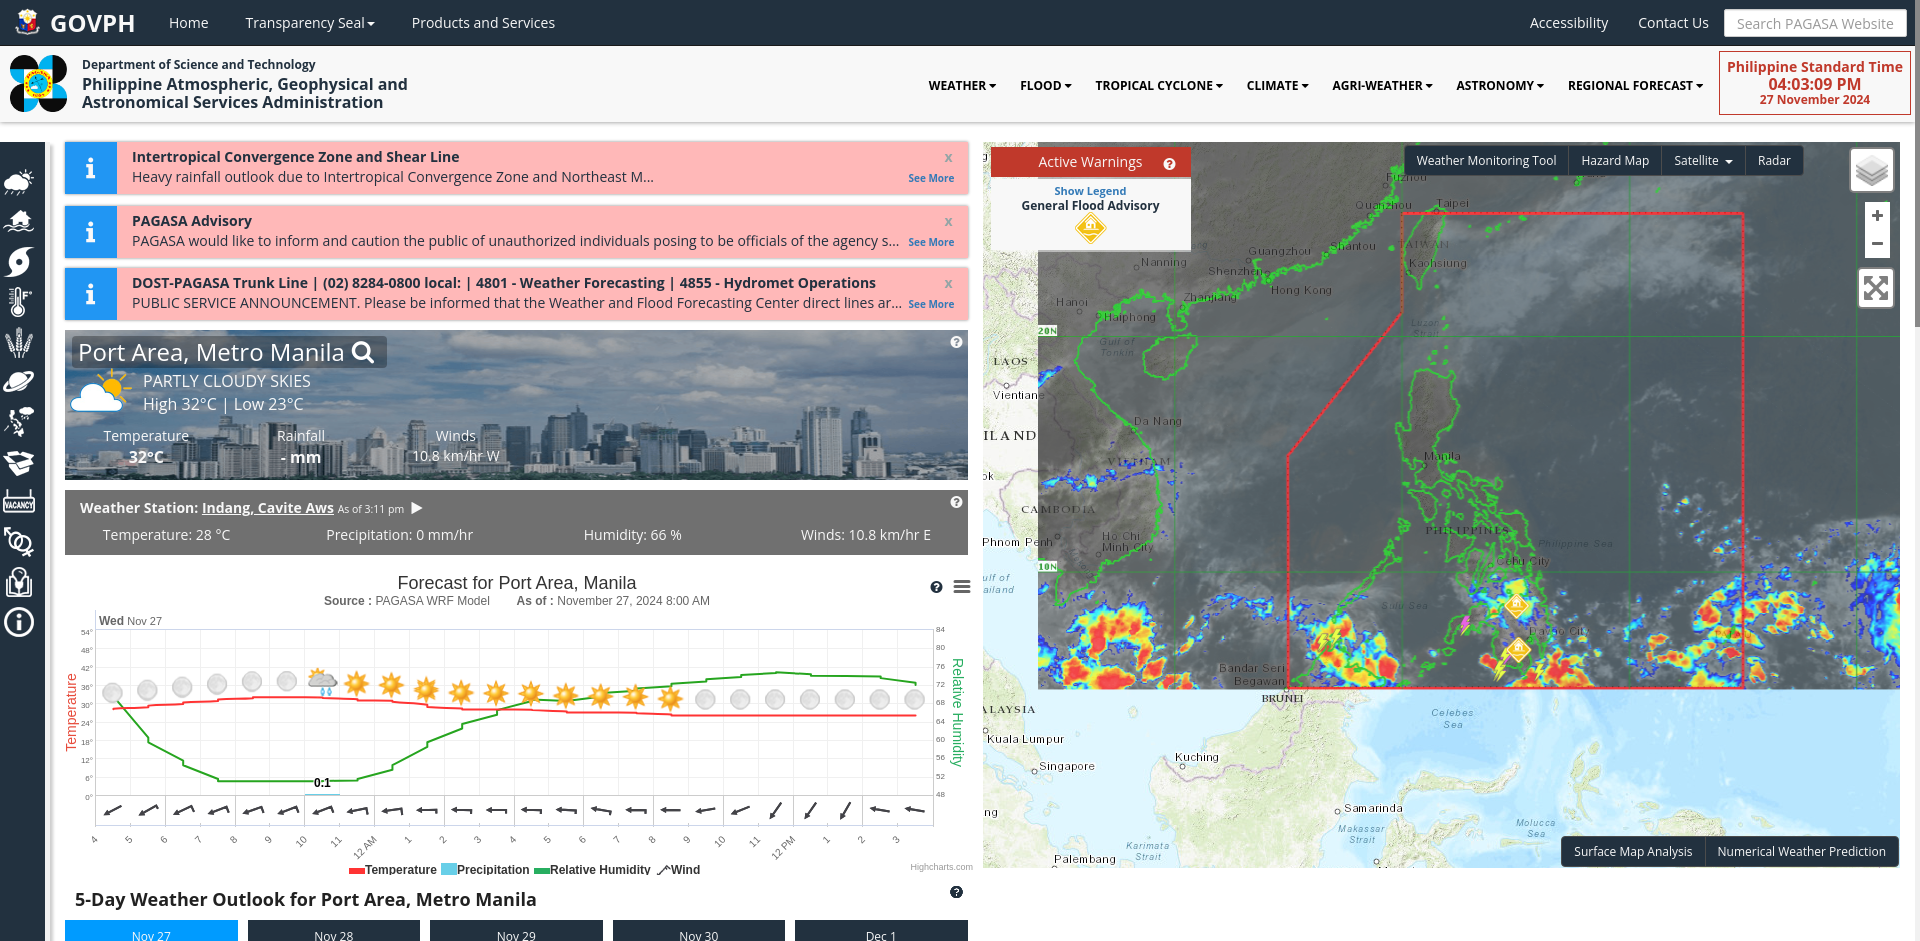 GOVPH
Home
Transparency Seal
Products and Services
Accessibility
Contact Us
Search PAGASA Website
Department of Science and Technology
Philippine Atmospheric, Geophysical and
Astronomical Services Administration
WEATHER
FLOOD
TROPICAL CYCLONE
CLIMATE
AGRI-WEATHER
ASTRONOMY
REGIONAL FORECAST
Philippine Standard Time
04:03:09 PM
27 November 2024
VACANCY
Intertropical Convergence Zone and Shear Line
x
Heavy rainfall outlook due to Intertropical Convergence Zone and Northeast M...
See More
PAGASA Advisory
x
PAGASA would like to inform and caution the public of unauthorized individuals posing to be officials of the agency s...
See More
DOST-PAGASA Trunk Line | (02) 8284-0800 local: | 4801 - Weather Forecasting | 4855 - Hydromet Operations
x
PUBLIC SERVICE ANNOUNCEMENT. Please be informed that the Weather and Flood Forecasting Center direct lines ar...
See More
Port Area, Metro Manila
PARTLY CLOUDY SKIES
High 32°C | Low 23°C
Temperature
Rainfall
Winds
32°C
- mm
10.8 km/hr W
Weather Station: Indang, Cavite Aws As of 3:11 pm
Temperature: 28 °C
Precipitation: 0 mm/hr
Humidity: 66 %
Winds: 10.8 km/hr E
Forecast for Port Area, Manila
Source : PAGASA WRF Model As of : November 27, 2024 8:00 AM
Wed Nov 27
Temperature
54°
48°
42°
36°
30°
24°
18°
12°
6°
0°
0.1
84
80
76
72
68
64
60
56
52
48
Relative Humidity
4
5
6
7
8
9
10
11
12 AM
1
2
3
4
5
6
7
8
9
10
11
12 PM
1
2
3
Temperature
Precipitation
Relative Humidity
Wind
Highcharts.com
5-Day Weather Outlook for Port Area, Metro Manila
Nov 27
Nov 28
Nov 29
Nov 30
Dec 1
Active Warnings
Show Legend
General Flood Advisory
Weather Monitoring Tool
Hazard Map
Satellite
Radar
+
−
Fuzhou
Quanzhou
Taipei
TAIWAN
Kaohsiung
Shantou
Guangzhou
Nanning
Shenzhen
Hong Kong
Zhanjiang
Hanoi
Haiphong
20N
Gulf of
Tonkin
Luzon
Strait
LAOS
Vientiane
Da Nang
ILAND
VIETNAM
Manila
ok
CAMBODIA
PHILIPPINES
Philippine Sea
Phnom Penh
Ho Chi
Minh City
Cebu City
10N
ulf of
ailand
Sulu Sea
Davao City
PALAU
Bandar Seri
Begawan
BRUNEI
ALAYSIA
Celebes
Sea
Kuala Lumpur
Kuching
Singapore
ng
Samarinda
Makassar
Strait
Molucca
Sea
Karimata
Strait
Palembang
Surface Map Analysis
Numerical Weather Prediction